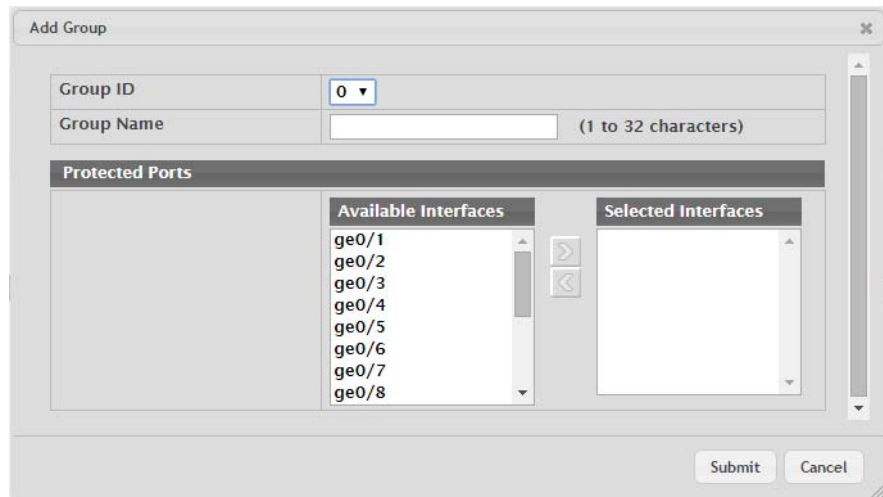 Add Group
Group ID 0
Group Name (1 to 32 characters)
Protected Ports
Available Interfaces Selected Interfaces
ge0/1
ge0/2
ge0/3
ge0/4
ge0/5
ge0/6
ge0/7
ge0/8
Submit Cancel